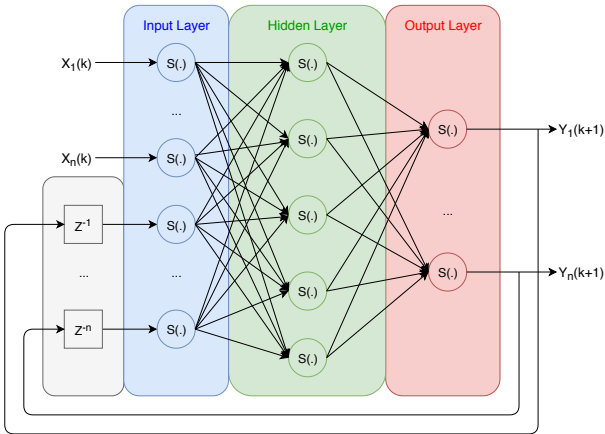 Input Layer
Hidden Layer
Output Layer
X₁(k)
S(.)
S(.)
...
S(.)
Y₁(k+1)
S(.)
Xₙ(k)
S(.)
S(.)
Z⁻¹
S(.)
...
...
...
S(.)
Yₙ(k+1)
S(.)
Z⁻ⁿ
S(.)
S(.)